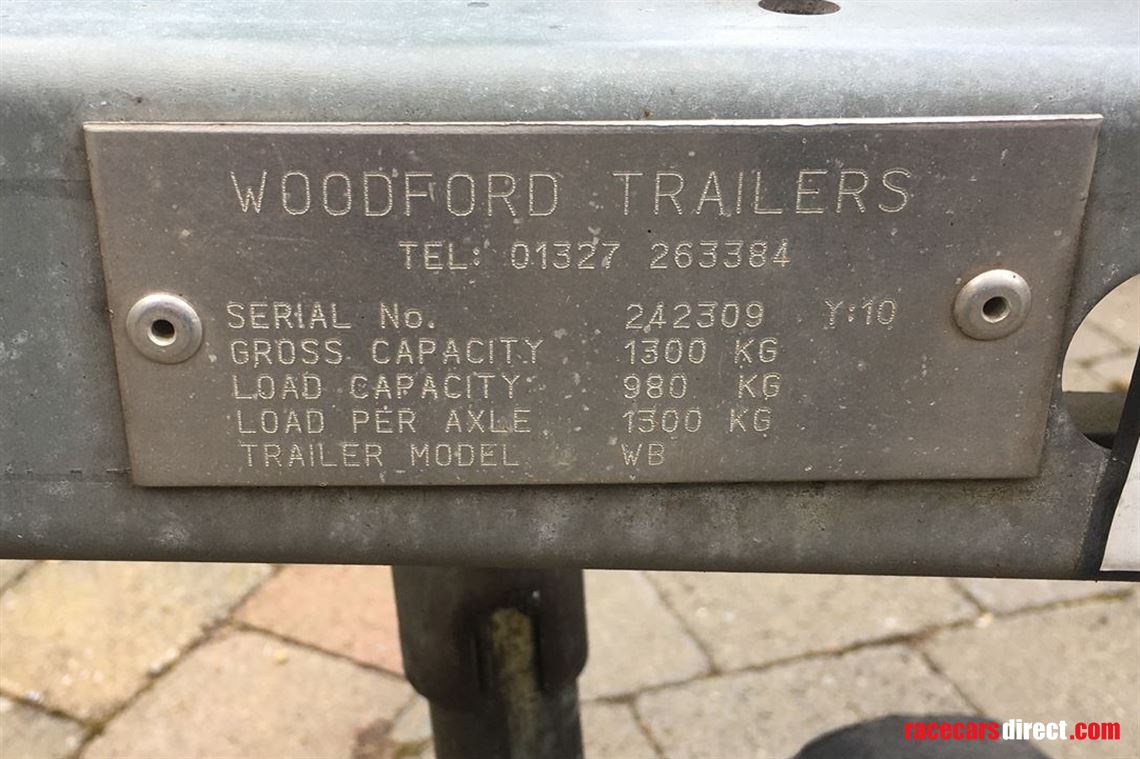 WOODFORD TRAILERS
TEL: 01327 263384
SERIAL No. 242309 Y:10
GROSS CAPACITY 1300 KG
LOAD CAPACITY 980 KG
LOAD PER AXLE 1300 KG
TRAILER MODEL WB
racecarsdirect.com